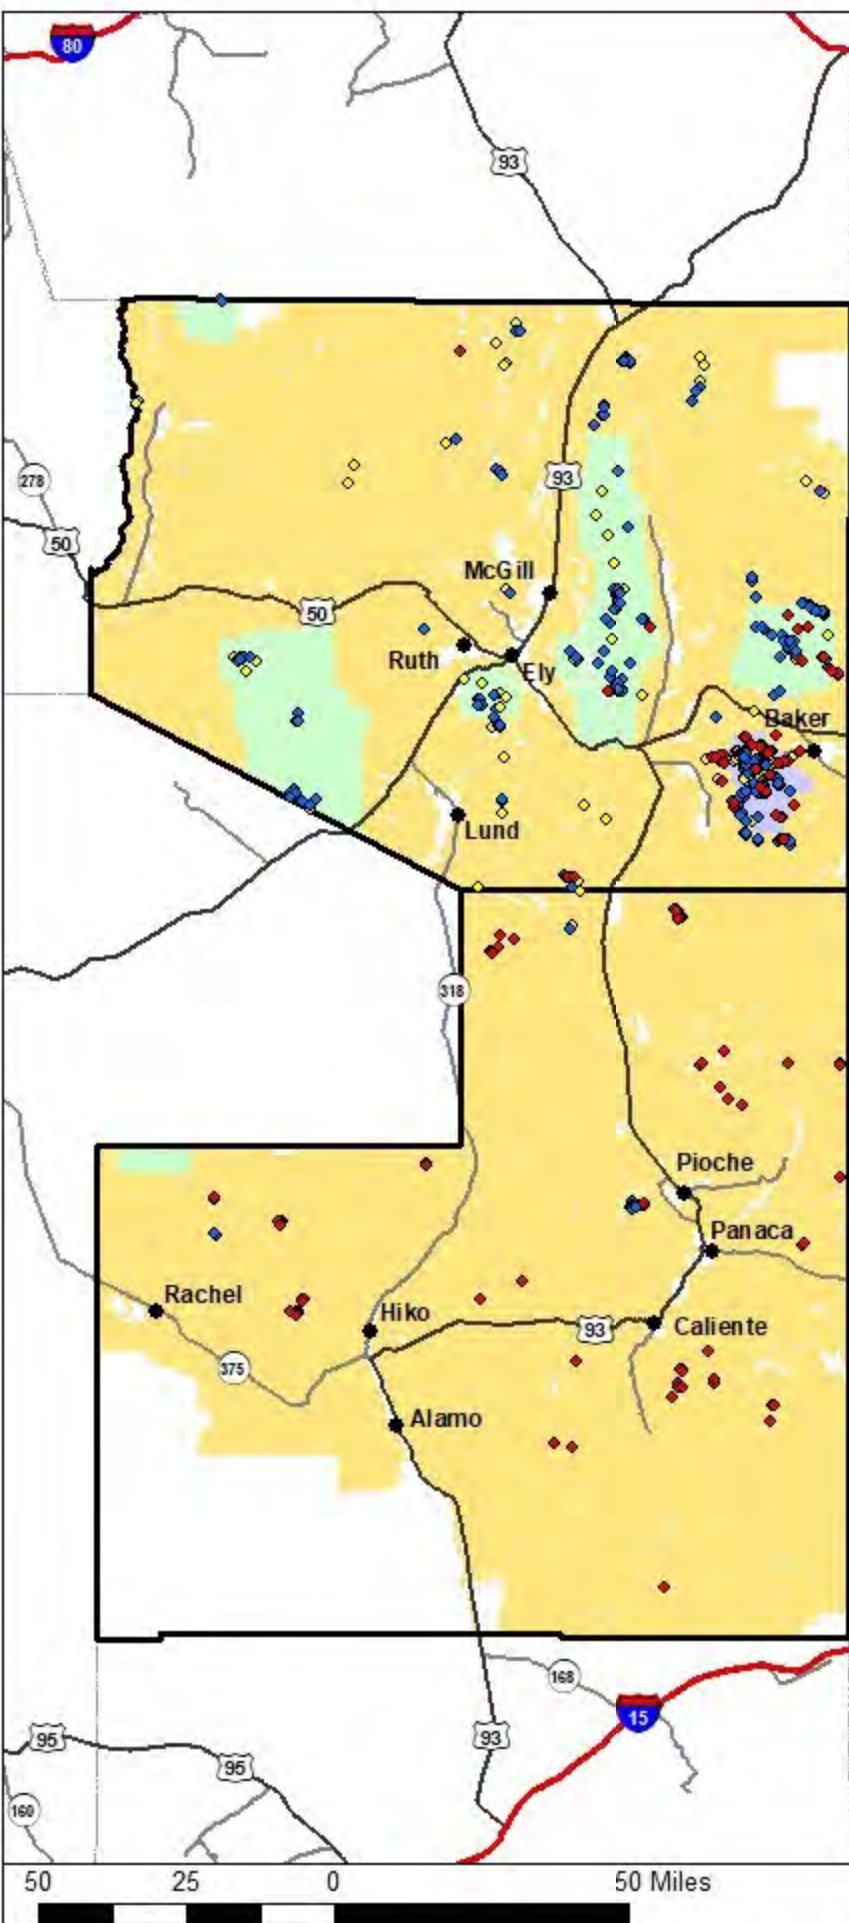 80
93
278
50
93
McGill
50
Ruth
Ely
Baker
Lund
318
Pioche
Panaca
Rachel
Hiko
93
Caliente
375
Alamo
168
15
95
93
95
160
50 25 0 50 Miles